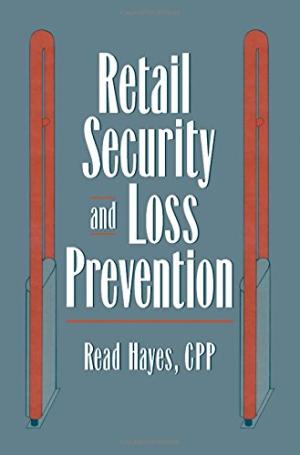 Retail
Security
and Loss
Prevention
Read Hayes, CPP